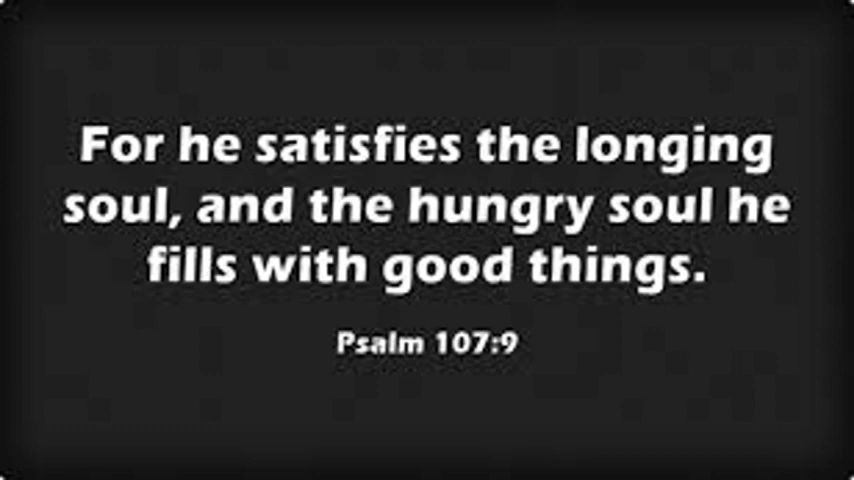 For he satisfies the longing
soul, and the hungry soul he
fills with good things.
Psalm 107:9